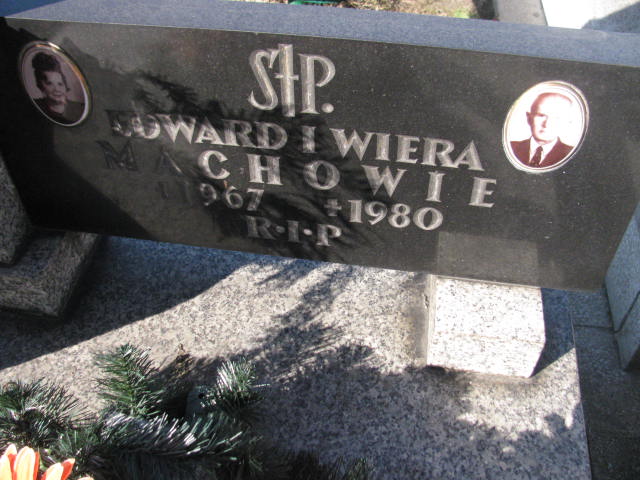 Ś†P.
EDWARD I WIERA
MACHOWIE
†1967 †1980
R·I·P